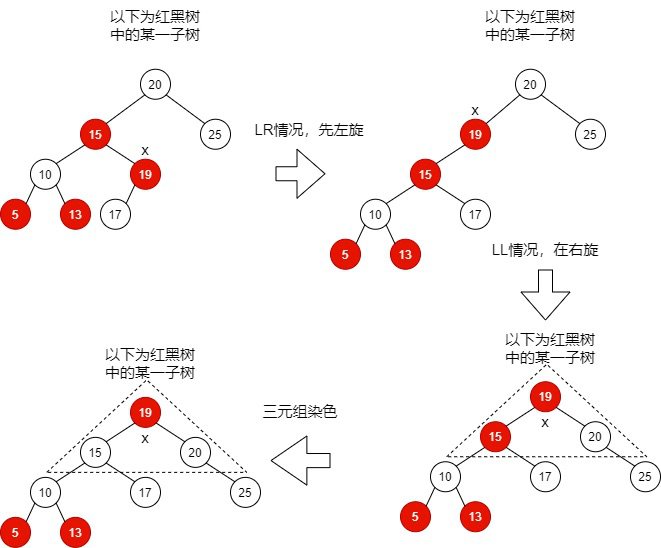 以下为红黑树
中的某一子树
20
15
25
x
10
19
5
13
17
LR情况，先左旋
以下为红黑树
中的某一子树
20
x
19
25
15
10
17
5
13
LL情况，在右旋
以下为红黑树
中的某一子树
19
x
15
20
10
17
25
5
13
三元组染色
以下为红黑树
中的某一子树
19
x
15
20
10
17
25
5
13